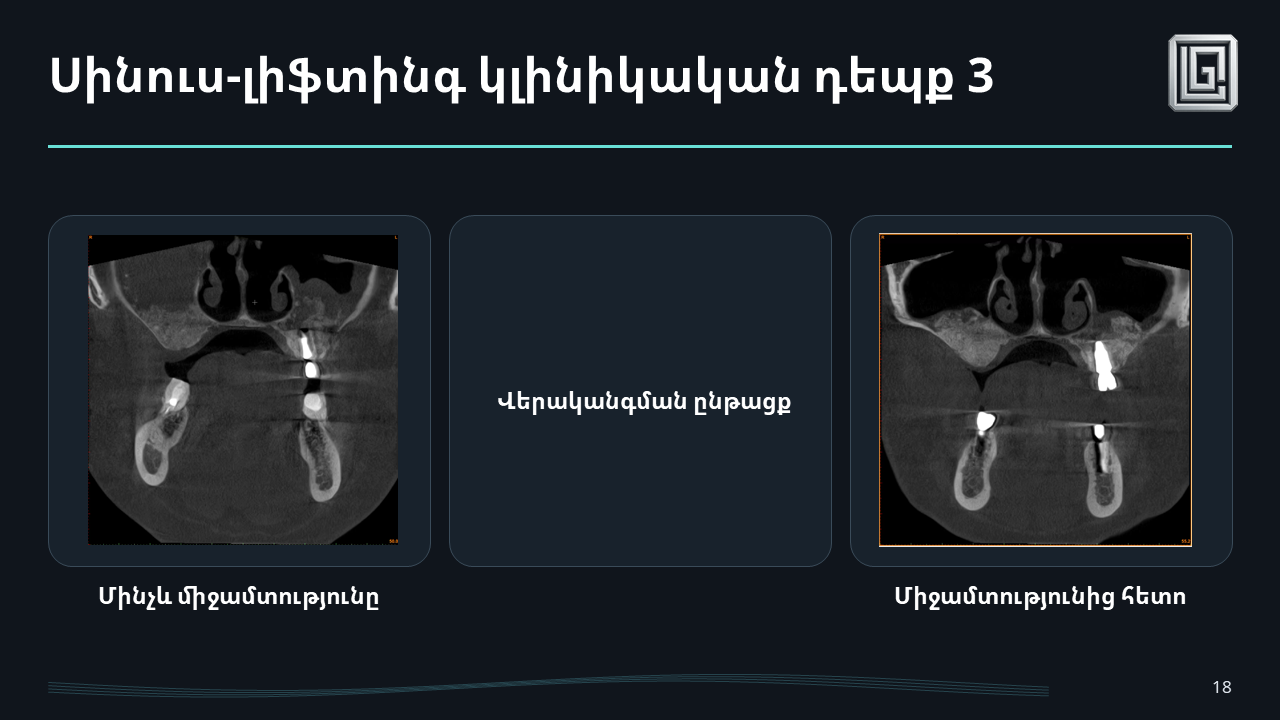 Սինուս-լիֆտինգ կլինիկական դեպք 3
Վերականգման ընթացք
Մինչև միջամտությունը
Միջամտությունից հետո
18